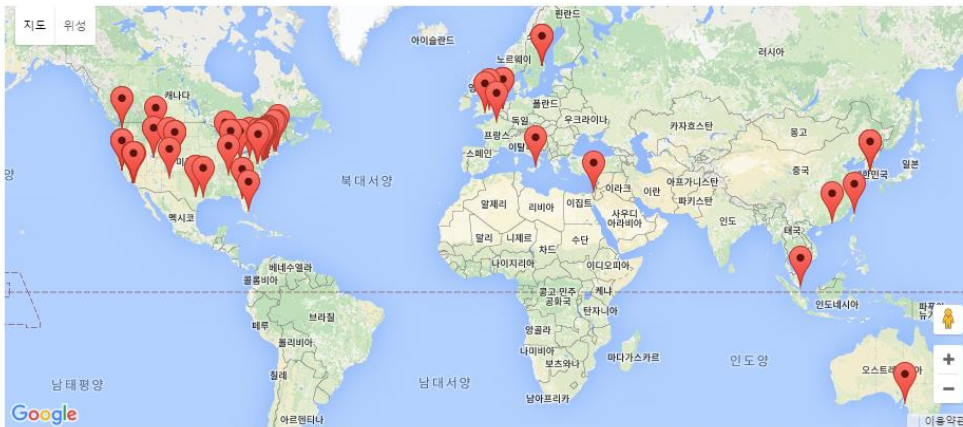 지도 위성
핀란드
아이슬란드
러시아
노르웨이
캐나다
영
폴란드
독일
우크라이나
프랑스
카자흐스탄
몽고
이탈
스페인
일본
중국
대한민국
북대서양
아프가니스탄
이라크
이란
파키스탄
알제리
리비아
이집트
사우디
아라비아
인도
멕시코
태국
말리
니제르
수단
차드
베네수엘라
나이지리아
에디오피아
콜롬비아
콩고 민주
공화국
케냐
인도네시아
탄자니아
페루
브라질
앙골라
볼리비아
나미비아
보츠와나
마다가스카르
인도양
칠레
오스트레일리아
남태평양
남대서양
남아프리카
아르헨티나
+
−
Google
이용약관